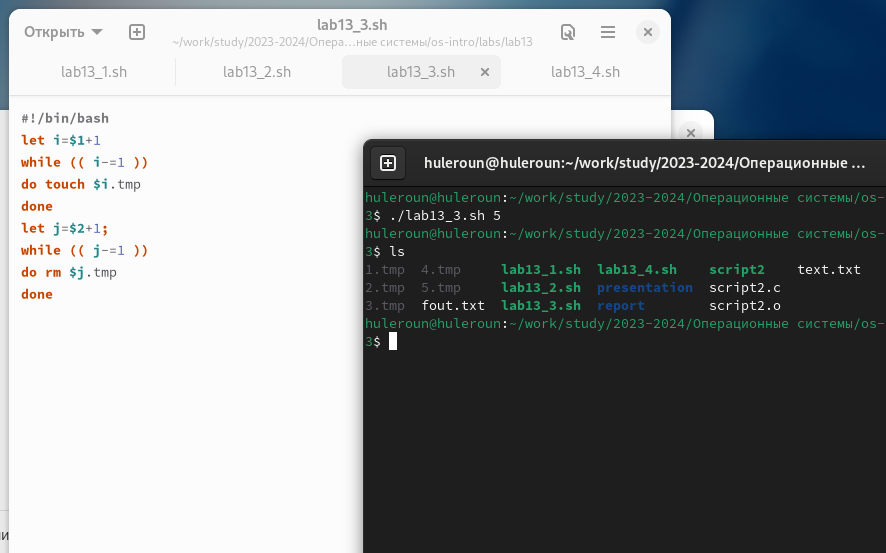 lab13_3.sh
Открыть
~/work/study/2023-2024/Опера…ные системы/os-intro/labs/lab13
lab13_1.sh lab13_2.sh lab13_3.sh lab13_4.sh
#!/bin/bash
let i=$1+1
while (( i-=1 ))
do touch $i.tmp
done
let j=$2+1;
while (( j-=1 ))
do rm $j.tmp
done
huleroun@huleroun:~/work/study/2023-2024/Операционные …
huleroun@huleroun:~/work/study/2023-2024/Операционные системы/os-
3$ ./lab13_3.sh 5
huleroun@huleroun:~/work/study/2023-2024/Операционные системы/os-
3$ ls
1.tmp 4.tmp lab13_1.sh lab13_4.sh script2 text.txt
2.tmp 5.tmp lab13_2.sh presentation script2.c
3.tmp fout.txt lab13_3.sh report script2.o
huleroun@huleroun:~/work/study/2023-2024/Операционные системы/os-
3$